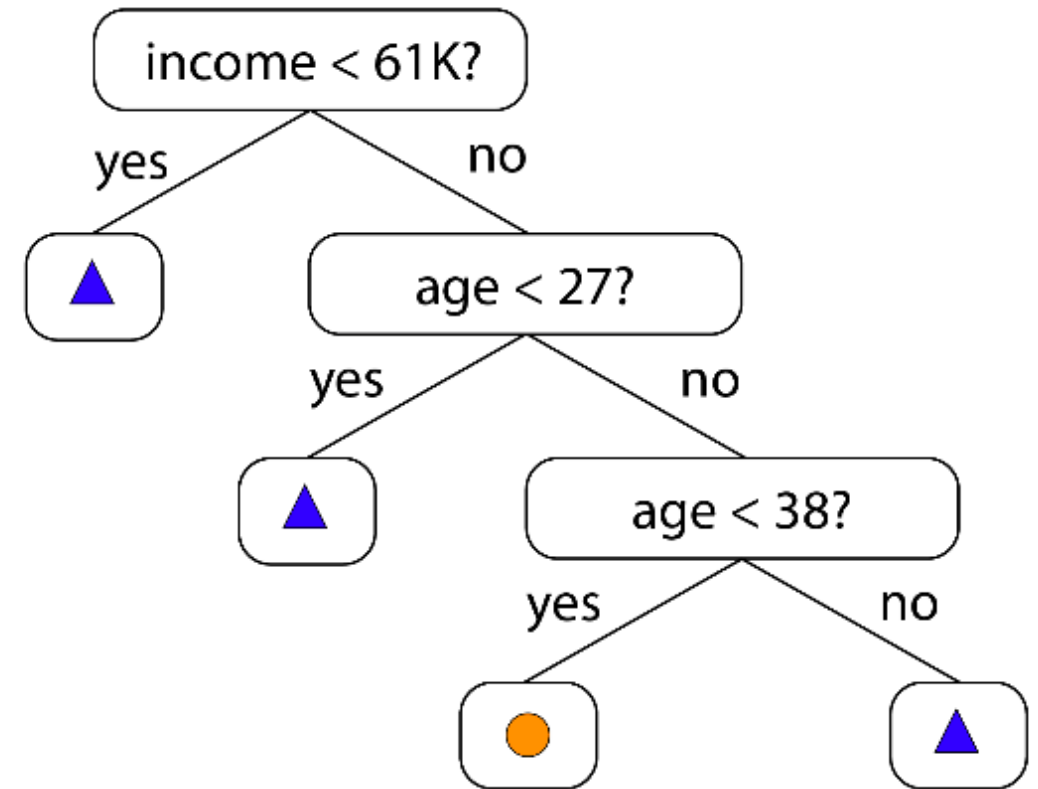 income < 61K?
yes
no
age < 27?
yes
no
age < 38?
yes
no